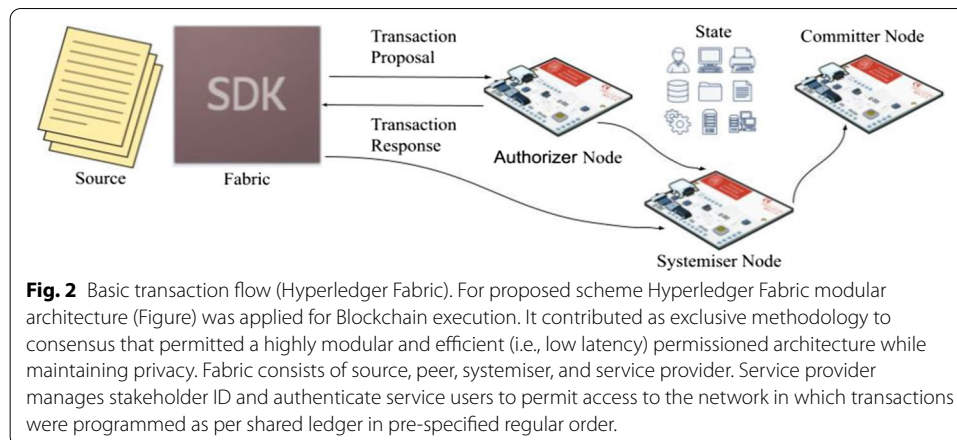 Transaction
Proposal
State
Committer Node
SDK
Transaction
Response
Authorizer Node
Source
Fabric
Systemiser Node
Fig. 2 Basic transaction flow (Hyperledger Fabric). For proposed scheme Hyperledger Fabric modular
architecture (Figure) was applied for Blockchain execution. It contributed as exclusive methodology to
consensus that permitted a highly modular and efficient (i.e., low latency) permissioned architecture while
maintaining privacy. Fabric consists of source, peer, systemiser, and service provider. Service provider
manages stakeholder ID and authenticate service users to permit access to the network in which transactions
were programmed as per shared ledger in pre-specified regular order.